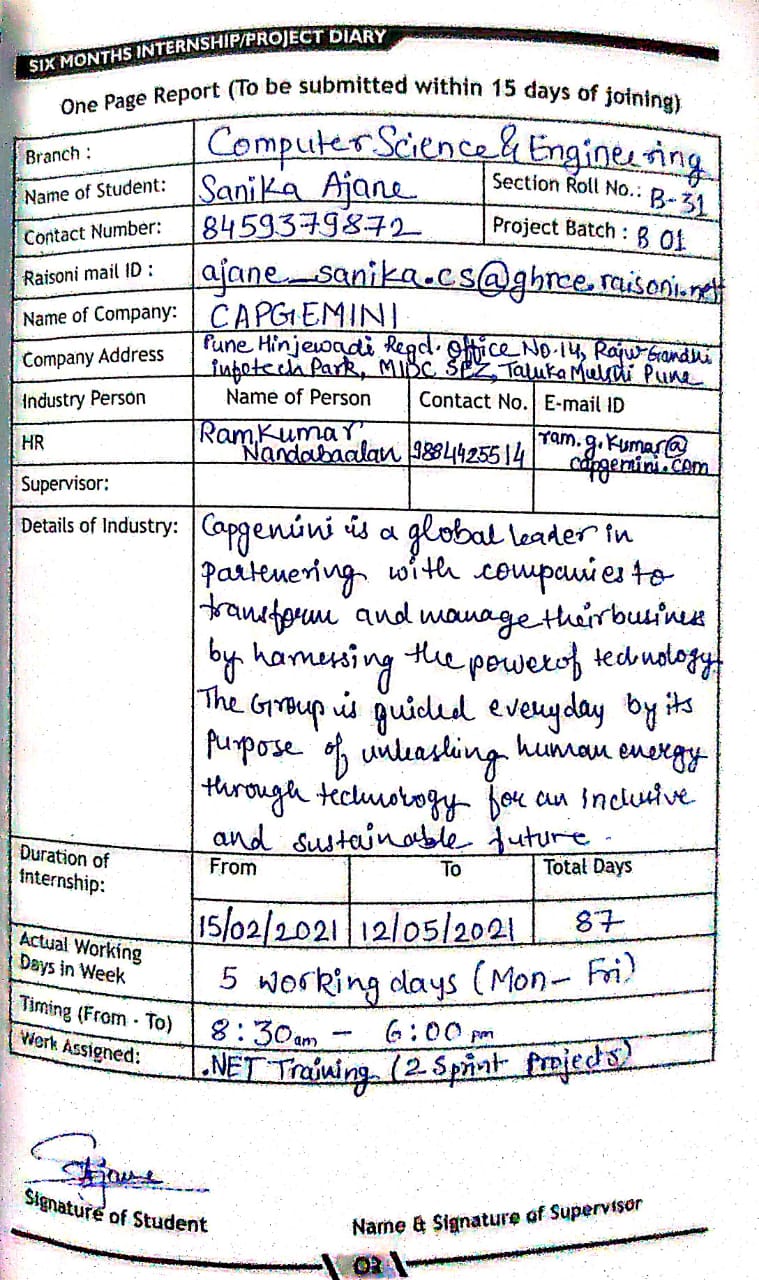 SIX MONTHS INTERNSHIP/PROJECT DIARY
One Page Report (To be submitted within 15 days of joining)
Branch : Computer Science & Engineering
Name of Student: Sanika Ajane Section Roll No.: B-31
Contact Number: 8459379872 Project Batch : B 01
Raisoni mail ID : ajane_sanika.cs@ghrce.raisoni.net
Name of Company: CAPGEMINI
Company Address Pune Hinjewadi Regd. Office No.14, Rajiv Gandhi
infotech Park, MIDC SEZ, Taluka Mulshi Pune
Industry Person Name of Person Contact No. E-mail ID
HR Ram Kumar Nandabaalan 9884425514 ram.g.kumar@capgemini.com
Supervisor:
Details of Industry: Capgemini is a global leader in
partenering with companies to
transform and manage their business
by harnessing the power of technology.
The Group is guided everyday by its
purpose of unleashing human energy
through technology for an inclusive
and sustainable future.
Duration of Internship: From To Total Days
15/02/2021 12/05/2021 87
Actual Working
Days in Week 5 working days (Mon - Fri)
Timing (From - To) 8:30am - 6:00 pm
Work Assigned: .NET Training (2 Sprint Projects)
SAjane
Signature of Student Name & Signature of Supervisor
03